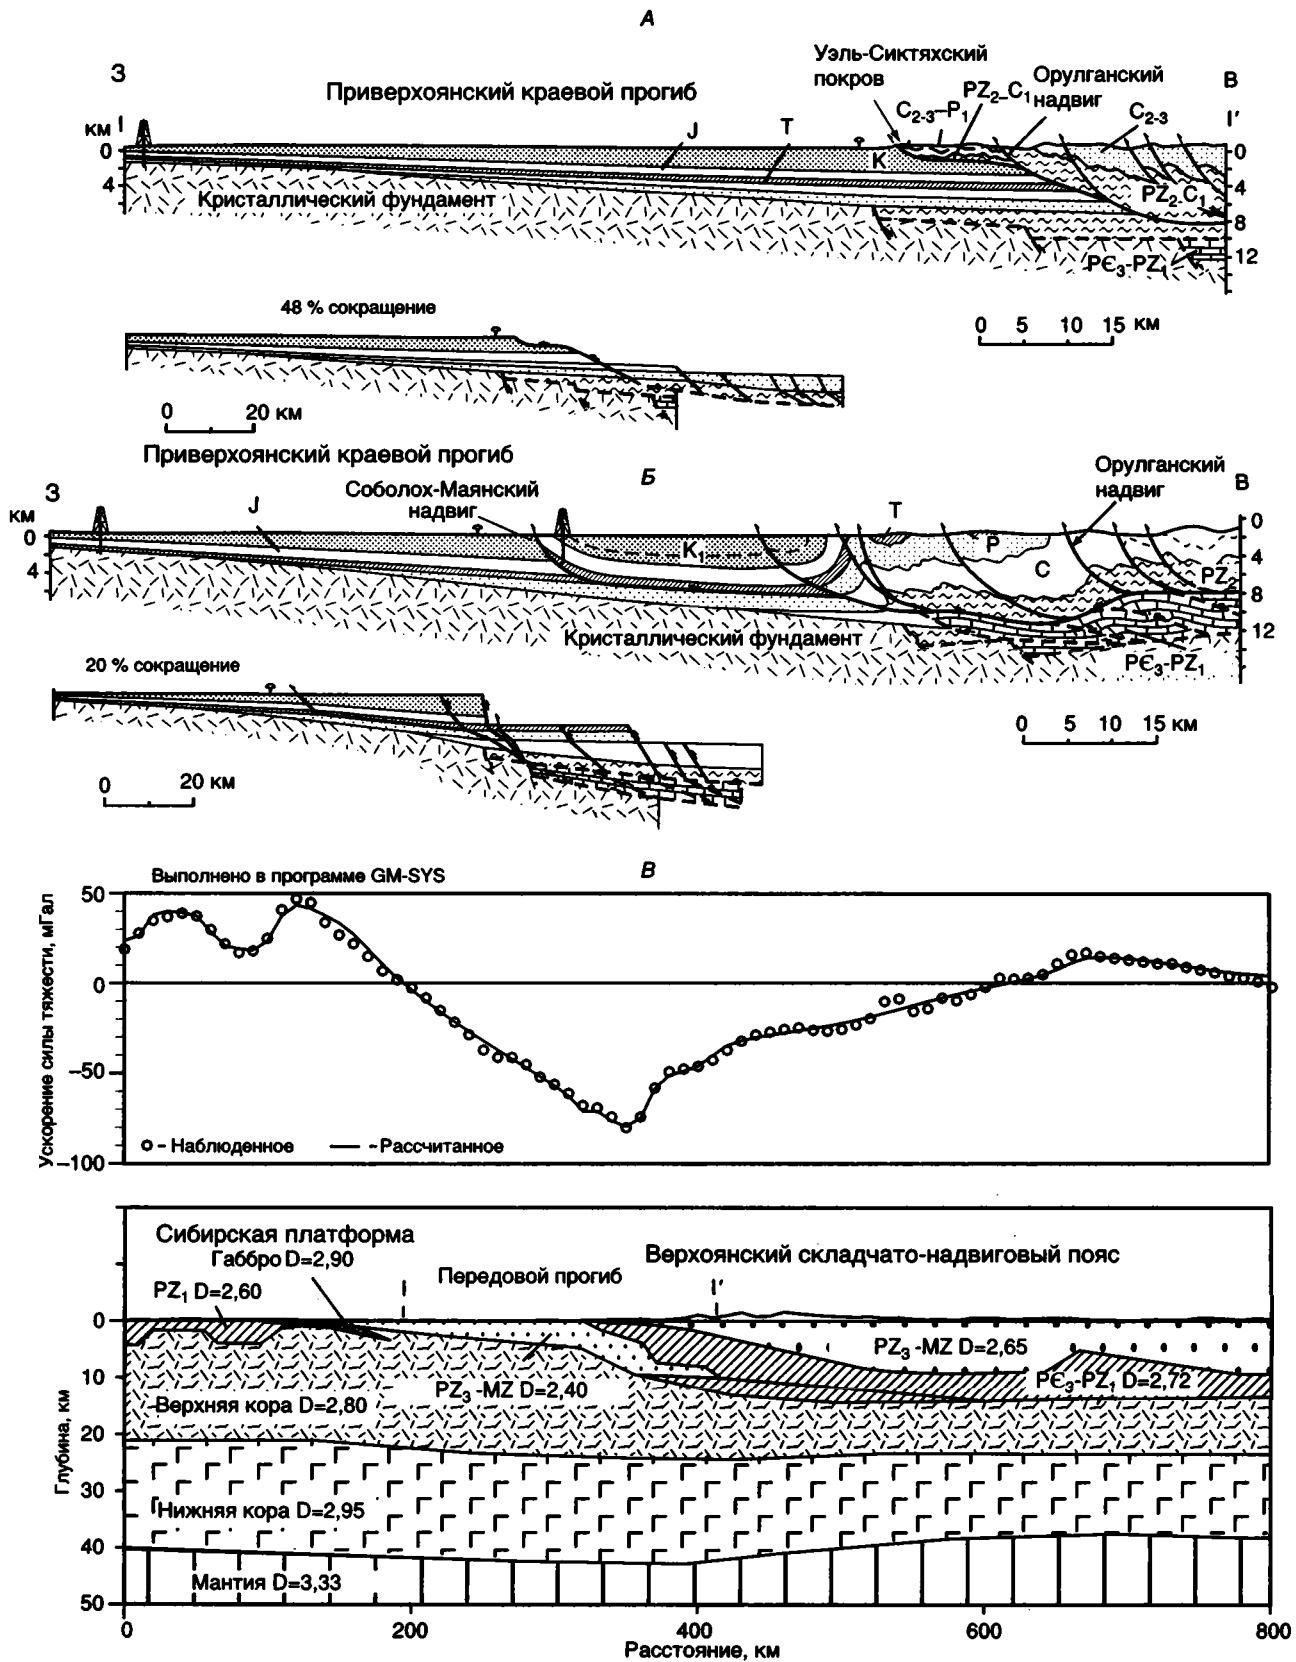 А
З
В
Приверхоянский краевой прогиб
Уэль-Сиктяхский
покров
C₂₋₃–P₁
PZ₂–C₁
Орулганский
надвиг
C₂₋₃
км
I
I′
J
T
K
0
4
8
0
4
8
12
Кристаллический фундамент
PZ₂–C₁
PЄ₃-PZ₁
48 % сокращение
0 5 10 15 км
0 20 км
Приверхоянский краевой прогиб
Б
З
В
Соболох-Маянский
надвиг
Орулганский
надвиг
км
J
K₁
T
P
C
PZ₂
0
4
8
0
4
8
12
Кристаллический фундамент
PЄ₃-PZ₁
20 % сокращение
0 5 10 15 км
0 20 км
В
Выполнено в программе GM-SYS
Ускорение силы тяжести, мГал
50
0
–50
–100
- Наблюденное
- Рассчитанное
Сибирская платформа
Габбро D=2,90
PZ₁ D=2,60
Передовой прогиб
Верхоянский складчато-надвиговый пояс
I
I′
PZ₃ -MZ D=2,65
PZ₃ -MZ D=2,40
PЄ₃-PZ₁ D=2,72
Верхняя кора D=2,80
Нижняя кора D=2,95
Мантия D=3,33
Глубина, км
0
10
20
30
40
50
0 200 400 600 800
Расстояние, км